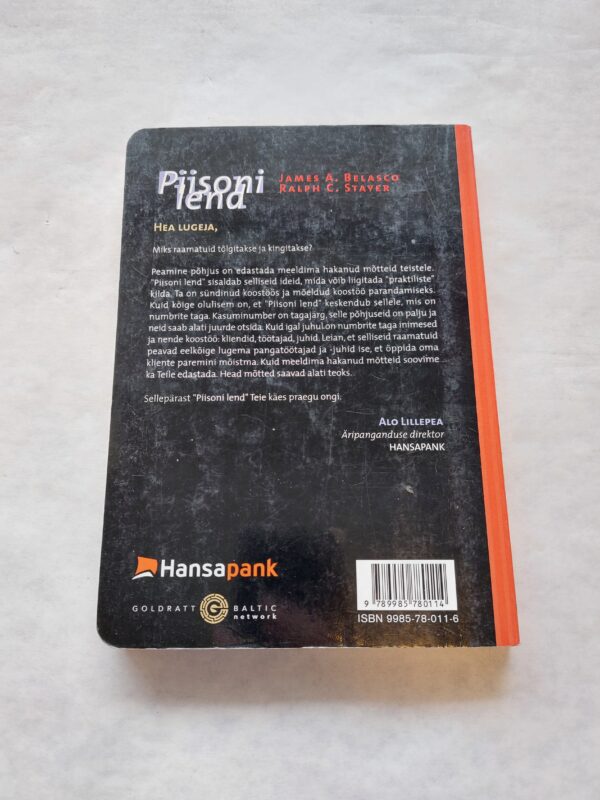 Piisoni lend
JAMES A. BELASCO
RALPH C. STAYER
HEA LUGEJA,
Miks raamatuid tõlgitakse ja kingitakse?
Peamine põhjus on edastada meeldima hakanud mõtteid teistele.
"Piisoni lend" sisaldab selliseid ideid, mida võib liigitada "praktiliste"
kilda. Ta on sündinud koostöös ja mõeldud koostöö parandamiseks.
Kuid kõige olulisem on, et "Piisoni lend" keskendub sellele, mis on
numbrite taga. Kasuminumber on tagajärg, selle põhjuseid on palju ja
neid saab alati juurde otsida. Kuid igal juhul on numbrite taga inimesed
ja nende koostöö: kliendid, töötajad, juhid. Leian, et selliseid raamatuid
peavad eelkõige lugema pangatöötajad ja -juhid ise, et õppida oma
kliente paremini mõistma. Kuid meeldima hakanud mõtteid soovime
ka Teile edastada. Head mõtted saavad alati teoks.
Sellepärast "Piisoni lend" Teie käes praegu ongi.
ALO LILLEPEA
Äripanganduse direktor
HANSAPANK
Hansapank
GOLDRATT BALTIC
network
9 789985 780114
ISBN 9985-78-011-6